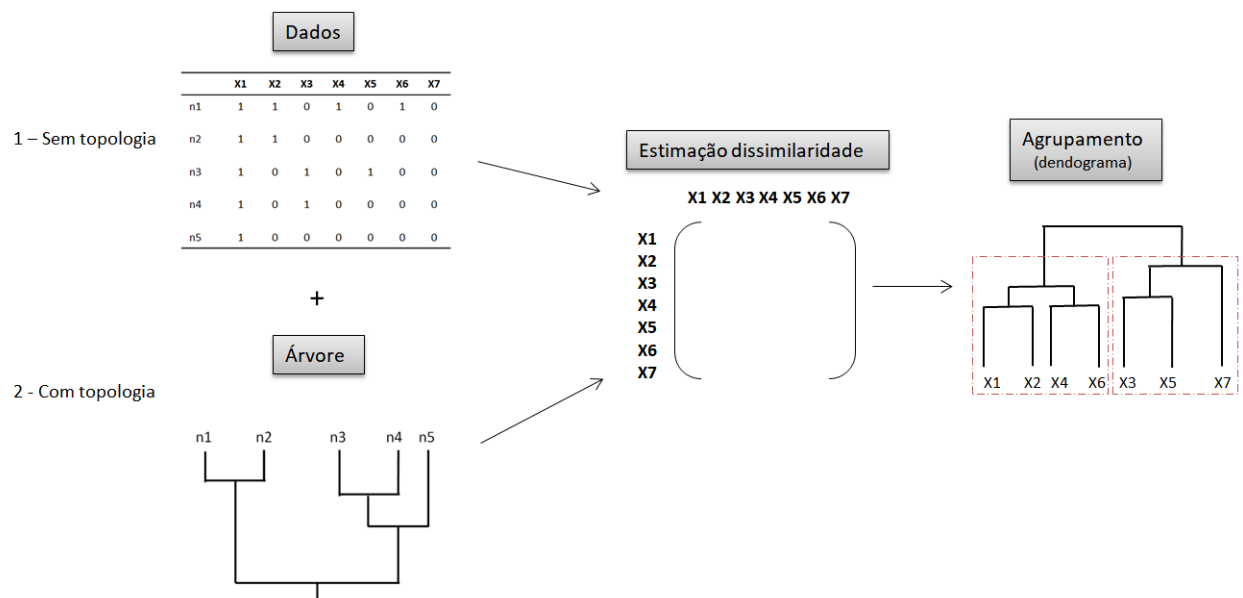 Dados
X1 X2 X3 X4 X5 X6 X7
n1 1 1 0 1 0 1 0
n2 1 1 0 0 0 0 0
n3 1 0 1 0 1 0 0
n4 1 0 1 0 0 0 0
n5 1 0 0 0 0 0 0
1 – Sem topologia
+
Árvore
2 - Com topologia
n1 n2 n3 n4 n5
Estimação dissimilaridade
X1 X2 X3 X4 X5 X6 X7
X1
X2
X3
X4
X5
X6
X7
Agrupamento
(dendograma)
X1 X2 X4 X6 X3 X5 X7